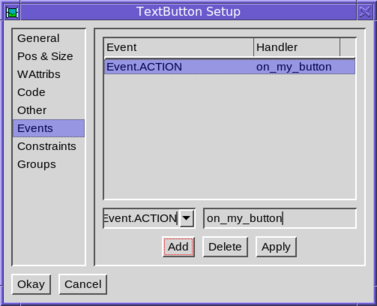 TextButton Setup
General
Pos & Size
WAttribs
Code
Other
Events
Constraints
Groups
Event Handler
Event.ACTION on_my_button
Event.ACTION on_my_button
Add Delete Apply
Okay Cancel